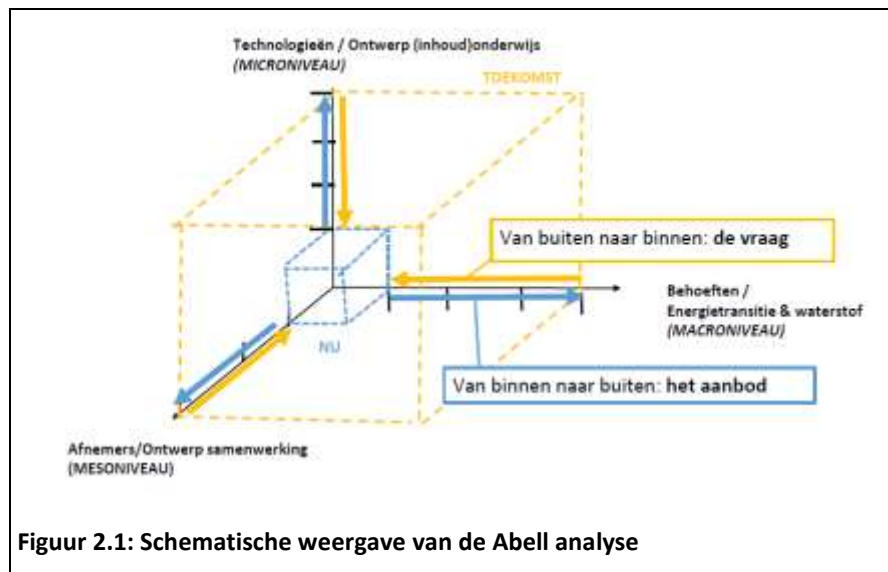 Technologieën / Ontwerp (inhoud)onderwijs
(MICRONIVEAU)
TOEKOMST
Van buiten naar binnen: de vraag
Behoeften /
Energietransitie & waterstof
(MACRONIVEAU)
NU
Van binnen naar buiten: het aanbod
Afnemers/Ontwerp samenwerking
(MESONIVEAU)
Figuur 2.1: Schematische weergave van de Abell analyse